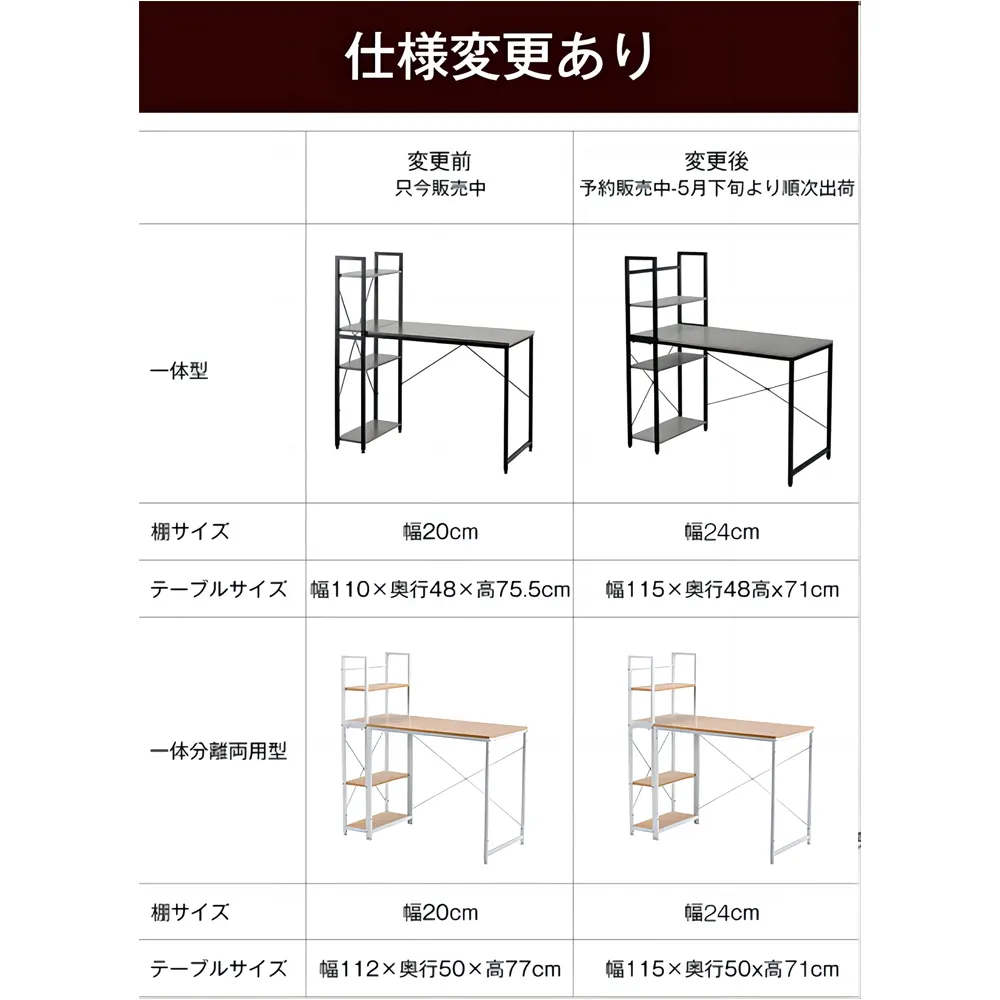 仕様変更あり
変更前
只今販売中
変更後
予約販売中-5月下旬より順次出荷
一体型
棚サイズ
幅20cm
幅24cm
テーブルサイズ
幅110×奥行48×高75.5cm
幅115×奥行48高x71cm
一体分離両用型
棚サイズ
幅20cm
幅24cm
テーブルサイズ
幅112×奥行50×高77cm
幅115×奥行50x高71cm